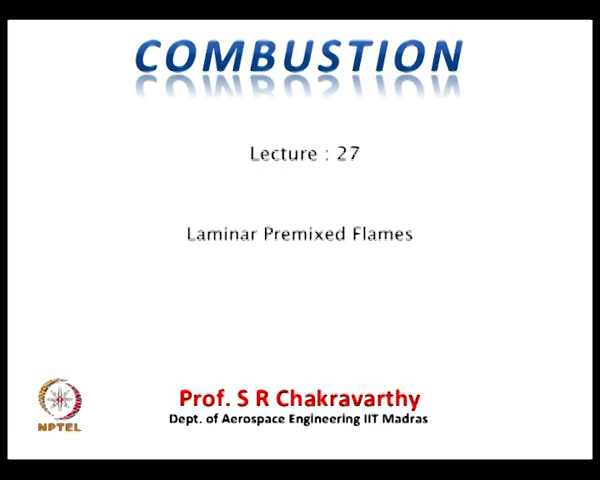 COMBUSTION
Lecture : 27
Laminar Premixed Flames
Prof. S R Chakravarthy
Dept. of Aerospace Engineering IIT Madras
NPTEL